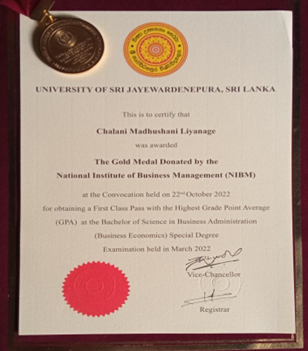 UNIVERSITY OF SRI JAYEWARDENEPURA, SRI LANKA
This is to certify that
Chalani Madhushani Liyanage
was awarded
The Gold Medal Donated by the
National Institute of Business Management (NIBM)
at the Convocation held on 22nd October 2022
for obtaining a First Class Pass with the Highest Grade Point Average
(GPA) at the Bachelor of Science in Business Administration
(Business Economics) Special Degree
Examination held in March 2022
Vice-Chancellor
Registrar